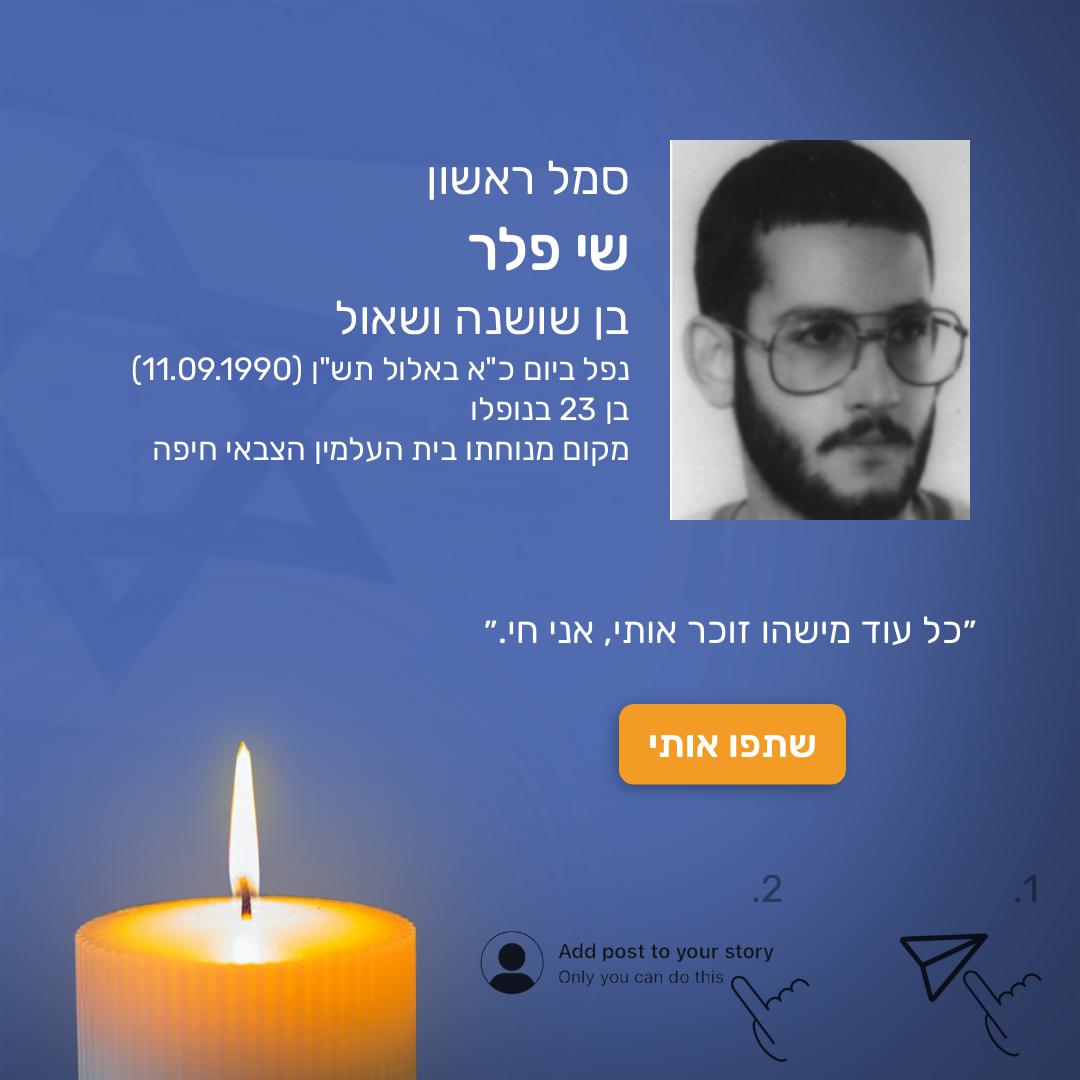 סמל ראשון
שי פלר
בן שושנה ושאול
נפל ביום כ"א באלול תש"ן (11.09.1990)
בן 23 בנופלו
מקום מנוחתו בית העלמין הצבאי חיפה
״כל עוד מישהו זוכר אותי, אני חי.״
שתפו אותי
.1
.2
Add post to your story
Only you can do this